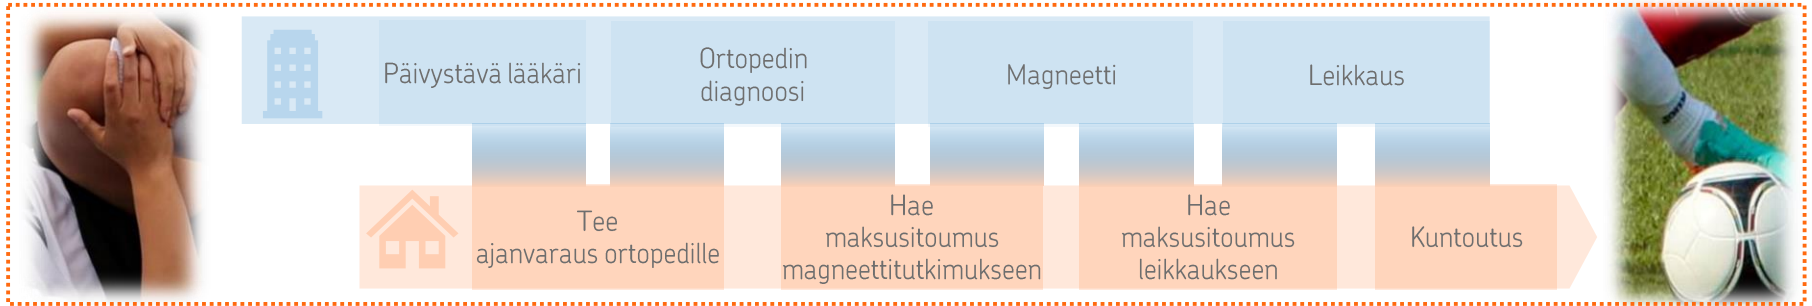 Päivystävä lääkäri
Ortopedin
diagnoosi
Magneetti
Leikkaus
Tee
ajanvaraus ortopedille
Hae
maksusitoumus
magneettitutkimukseen
Hae
maksusitoumus
leikkaukseen
Kuntoutus